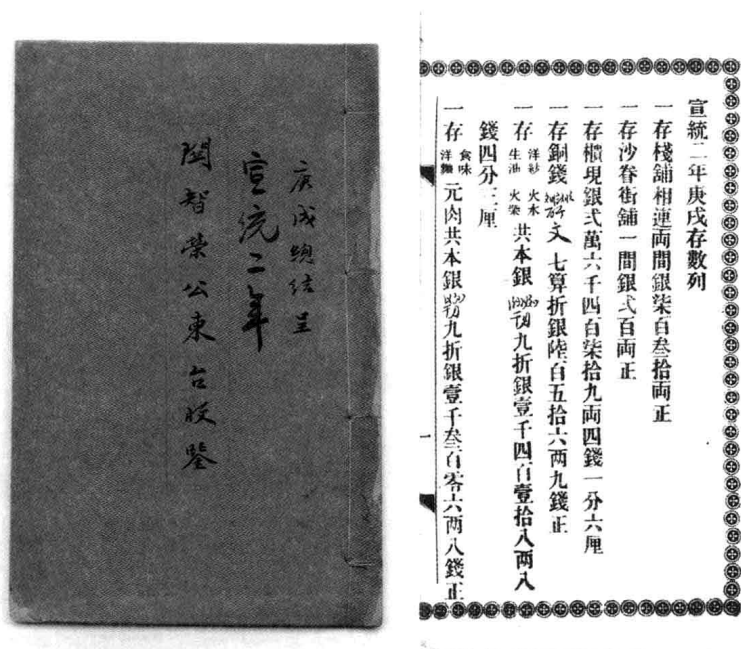 庚戌總結呈
宣统二年
智榮公東台收鑒
宣統二年庚戌存數列
一存棧鋪相連両間銀柒百叁拾両正
一存沙眷街舖一間銀弍百両正
一存櫃現銀弍萬六千四百柒拾九両四錢一分六厘
一存銅錢文七算折銀陸百五拾六両九錢正
一存洋衫火水生油火柴共本銀九折銀壹千四百壹拾八両八
錢四分三厘
一存食味洋雜元肉共本銀九折銀壹千叁百零六両八錢正
一